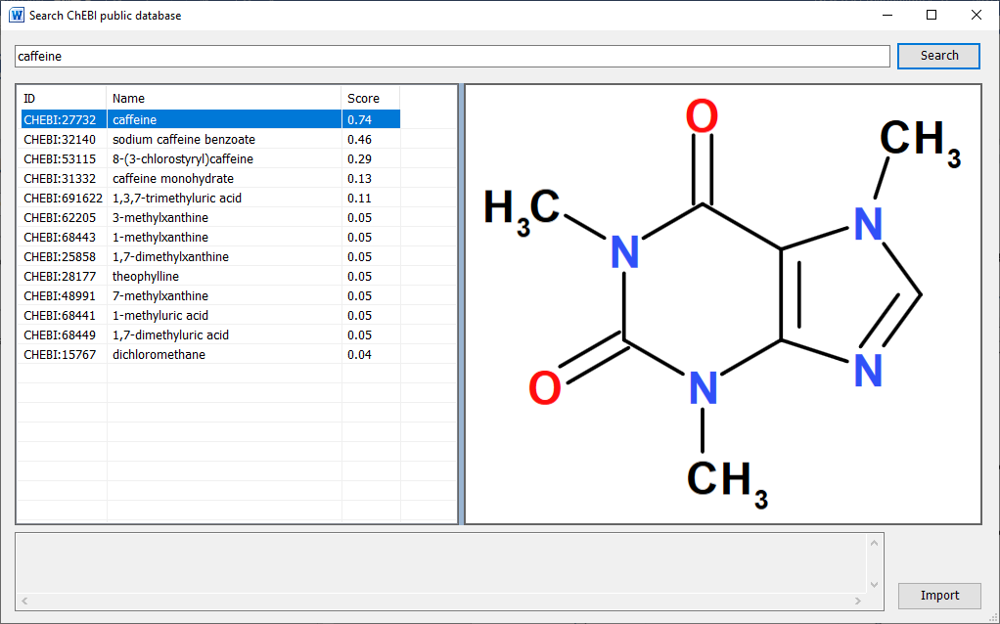 Search ChEBI public database
caffeine
Search
ID Name Score
CHEBI:27732 caffeine 0.74
CHEBI:32140 sodium caffeine benzoate 0.46
CHEBI:53115 8-(3-chlorostyryl)caffeine 0.29
CHEBI:31332 caffeine monohydrate 0.13
CHEBI:691622 1,3,7-trimethyluric acid 0.11
CHEBI:62205 3-methylxanthine 0.05
CHEBI:68443 1-methylxanthine 0.05
CHEBI:25858 1,7-dimethylxanthine 0.05
CHEBI:28177 theophylline 0.05
CHEBI:48991 7-methylxanthine 0.05
CHEBI:68441 1-methyluric acid 0.05
CHEBI:68449 1,7-dimethyluric acid 0.05
CHEBI:15767 dichloromethane 0.04
O
CH3
H3C
N
N
O
N
N
CH3
Import